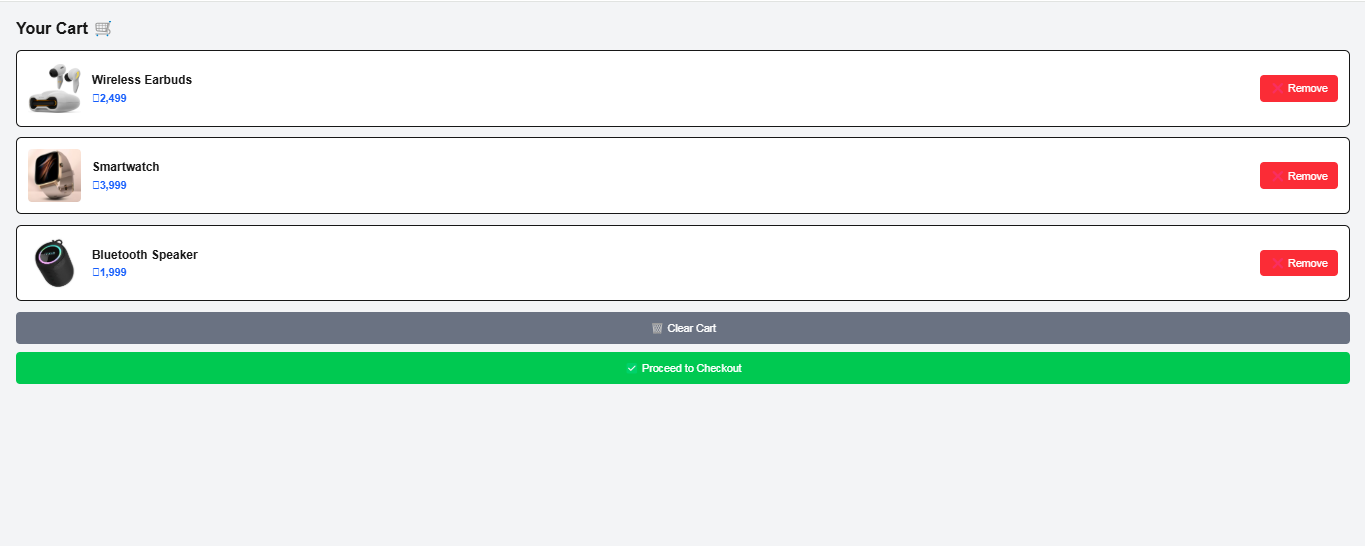 Your Cart 🛒
Wireless Earbuds
▯2,499
❌ Remove
Smartwatch
▯3,999
❌ Remove
Bluetooth Speaker
▯1,999
❌ Remove
🗑 Clear Cart
✅ Proceed to Checkout